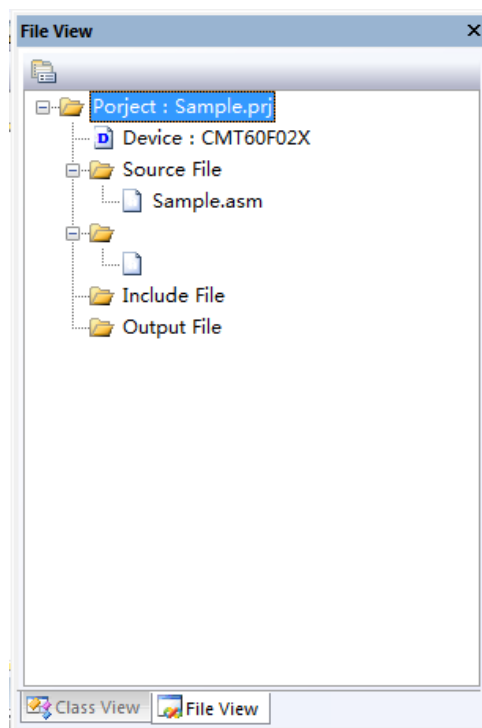 File View
Porject : Sample.prj
D Device : CMT60F02X
Source File
Sample.asm
Include File
Output File
Class View File View